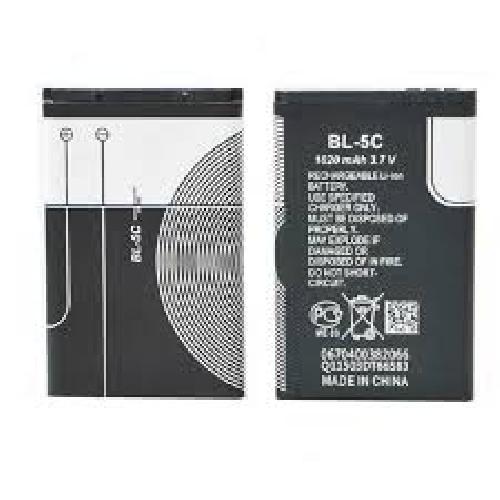 BL-5C
BL-5C
1020 mAh 3.7 V
RECHARGEABLE Li-Ion
BATTERY.
USE SPECIFIED
CHARGER ONLY
MUST BE DISPOSED OF
PROPERLY.
MAY EXPLODE IF
DAMAGED OR
DISPOSED OF IN FIRE.
DO NOT SHORT
CIRCUIT.
0670400382066
MADE IN CHINA